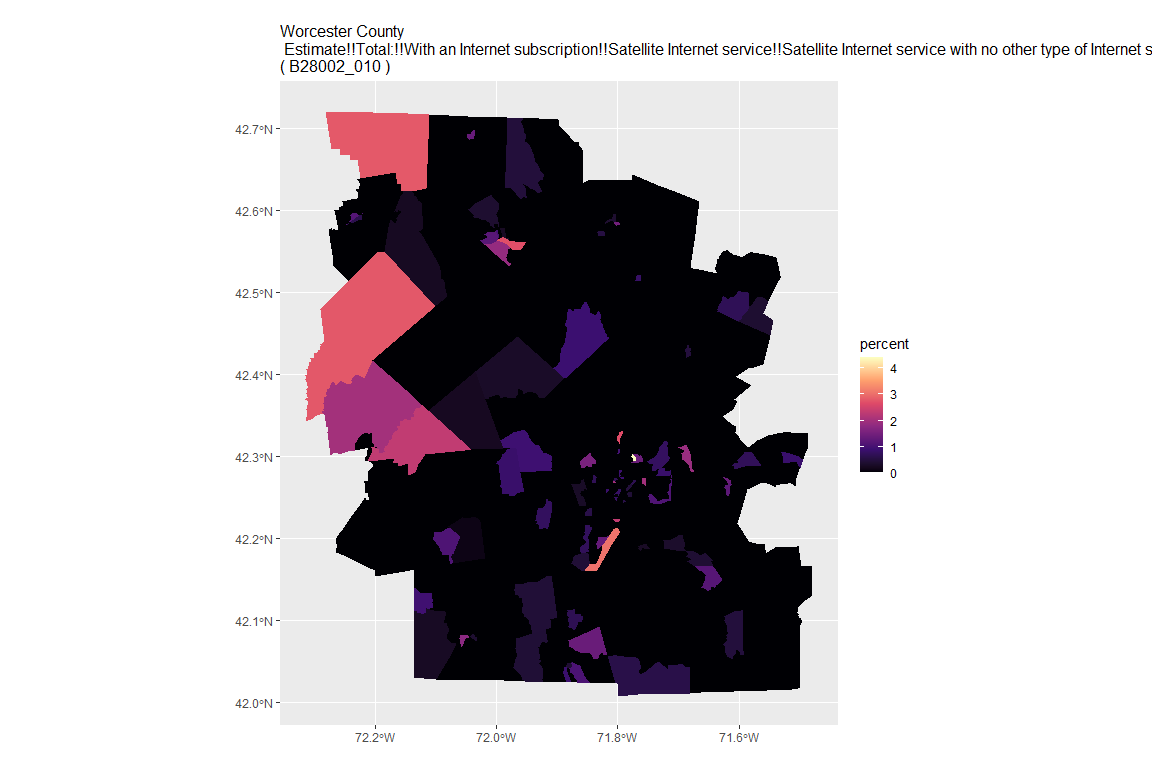 Worcester County
Estimate!!Total:!!With an Internet subscription!!Satellite Internet service!!Satellite Internet service with no other type of Internet s
( B28002_010 )
42.7°N
42.6°N
42.5°N
42.4°N
42.3°N
42.2°N
42.1°N
42.0°N
72.2°W
72.0°W
71.8°W
71.6°W
percent
4
3
2
1
0